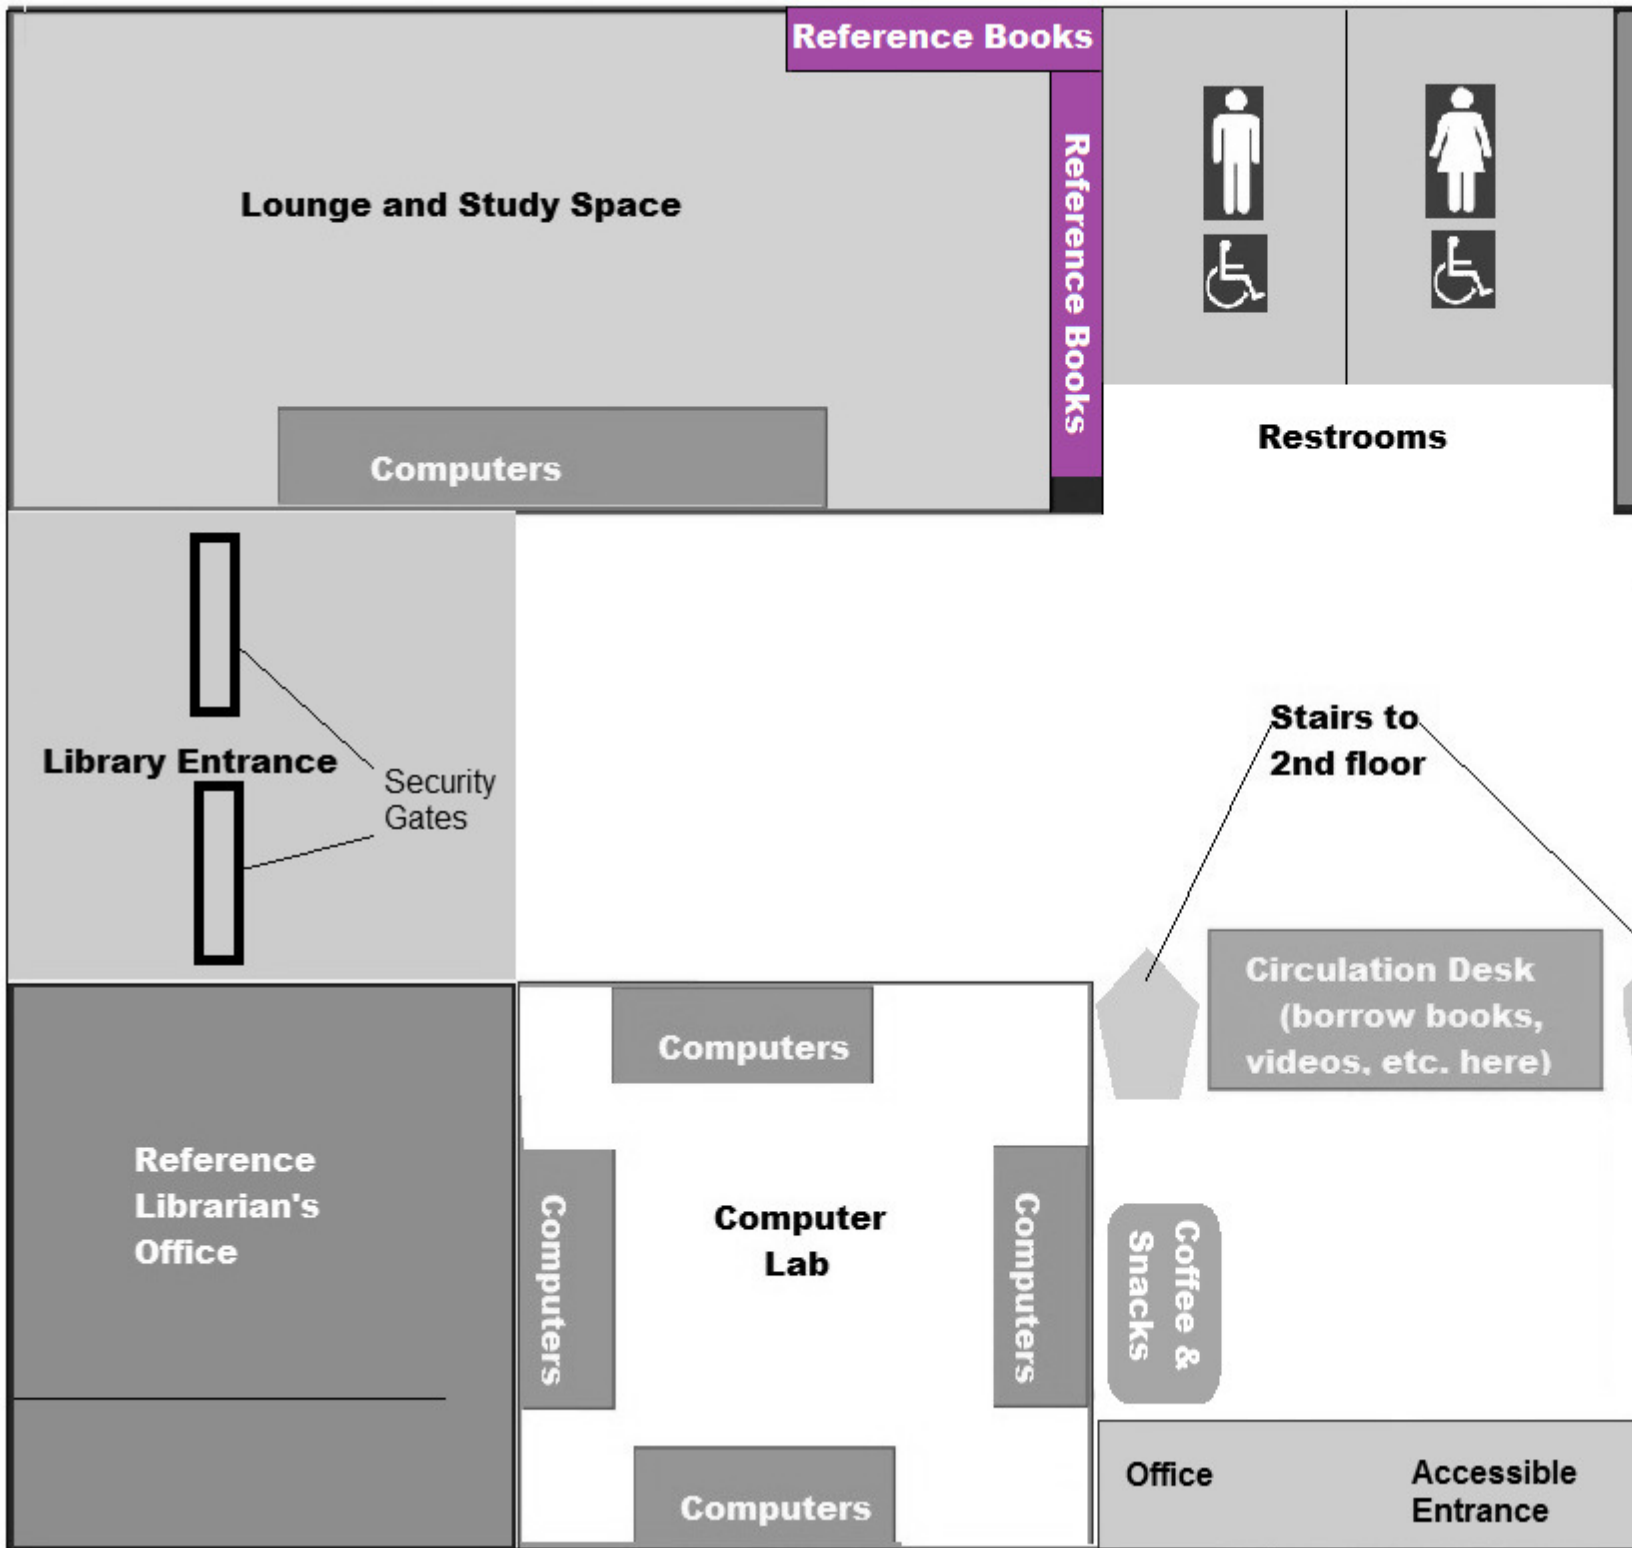 Reference Books
Reference Books
Lounge and Study Space
Computers
Restrooms
Library Entrance
Security
Gates
Stairs to
2nd floor
Circulation Desk
(borrow books,
videos, etc. here)
Reference
Librarian's
Office
Computers
Computers
Computer
Lab
Computers
Computers
Coffee &
Snacks
Office
Accessible
Entrance